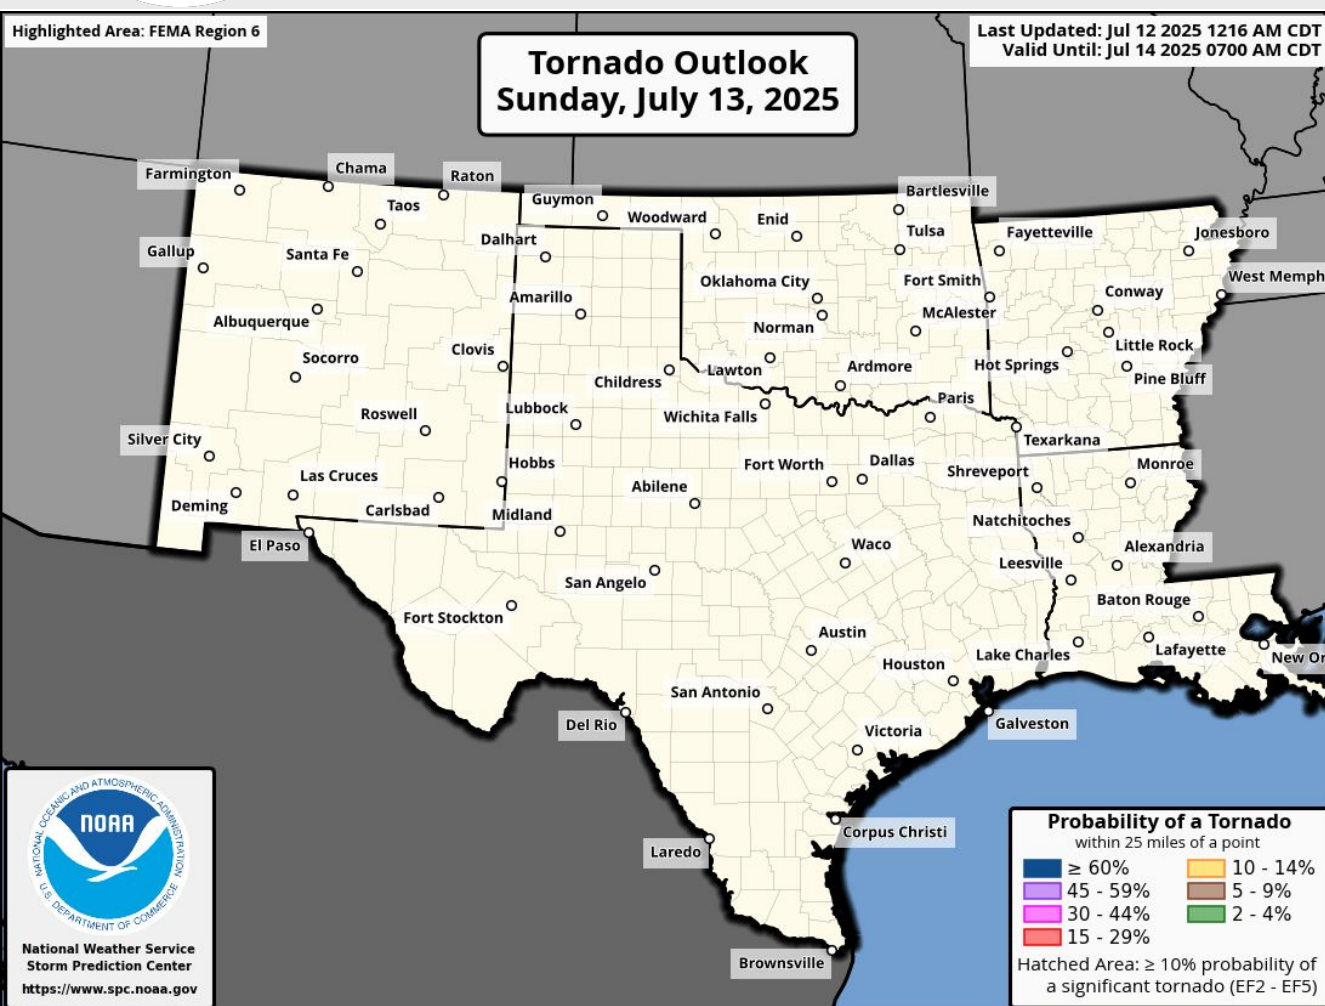 Highlighted Area: FEMA Region 6
Last Updated: Jul 12 2025 1216 AM CDT
Valid Until: Jul 14 2025 0700 AM CDT
Tornado Outlook
Sunday, July 13, 2025
Farmington
Chama
Raton
Taos
Guymon
Woodward
Enid
Bartlesville
Tulsa
Fayetteville
Jonesboro
Gallup
Santa Fe
Dalhart
Oklahoma City
Fort Smith
West Memph
Amarillo
Conway
Albuquerque
Norman
McAlester
Little Rock
Socorro
Clovis
Childress
Lawton
Ardmore
Hot Springs
Pine Bluff
Roswell
Lubbock
Wichita Falls
Paris
Silver City
Texarkana
Las Cruces
Hobbs
Fort Worth
Dallas
Shreveport
Monroe
Deming
Carlsbad
Midland
Abilene
Natchitoches
El Paso
Waco
Alexandria
San Angelo
Leesville
Fort Stockton
Baton Rouge
Austin
Houston
Lake Charles
Lafayette
New Or
San Antonio
Del Rio
Victoria
Galveston
Corpus Christi
Laredo
Brownsville
NATIONAL OCEANIC AND ATMOSPHERIC ADMINISTRATION
NOAA
U.S. DEPARTMENT OF COMMERCE
National Weather Service
Storm Prediction Center
https://www.spc.noaa.gov
Probability of a Tornado
within 25 miles of a point
≥ 60%
45 - 59%
30 - 44%
15 - 29%
10 - 14%
5 - 9%
2 - 4%
Hatched Area: ≥ 10% probability of
a significant tornado (EF2 - EF5)